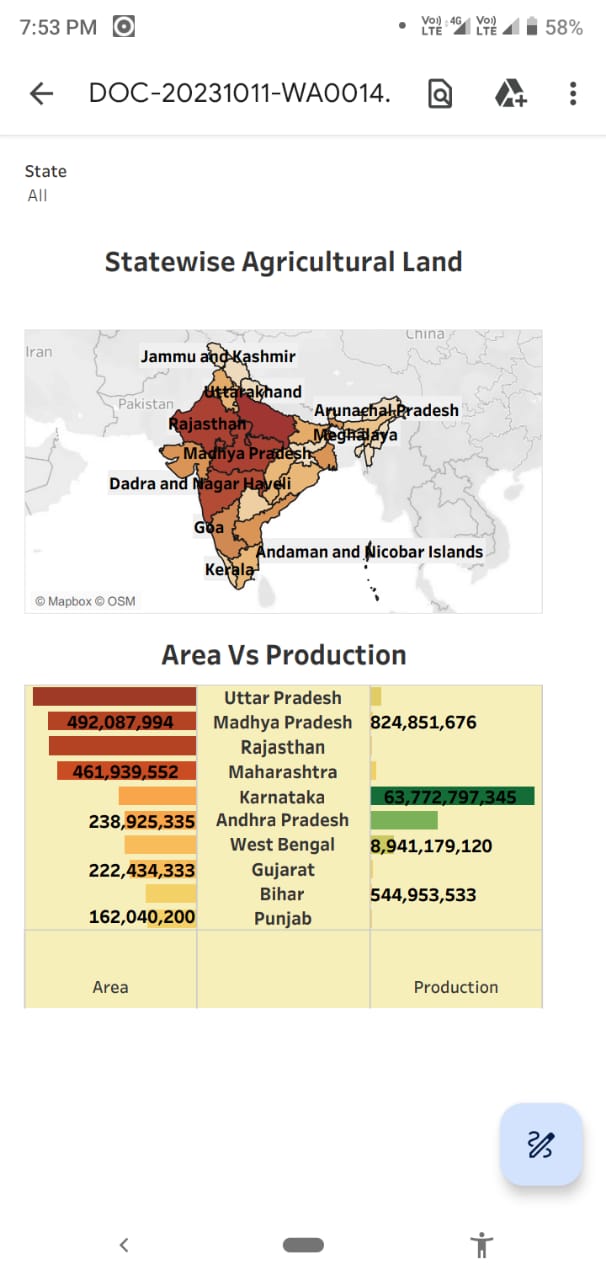 7:53 PM
Vo) 4G Vo)
LTE LTE 58%
DOC-20231011-WA0014.
State
All
Statewise Agricultural Land
China
Iran
Jammu and Kashmir
Uttarakhand
Pakistan
Arunachal Pradesh
Rajasthan
Meghalaya
Madhya Pradesh
Dadra and Nagar Haveli
Goa
Andaman and Nicobar Islands
Kerala
© Mapbox © OSM
Area Vs Production
Uttar Pradesh
492,087,994 Madhya Pradesh 824,851,676
Rajasthan
461,939,552 Maharashtra
Karnataka 63,772,797,345
238,925,335 Andhra Pradesh
West Bengal 8,941,179,120
222,434,333 Gujarat
Bihar 544,953,533
162,040,200 Punjab
Area Production